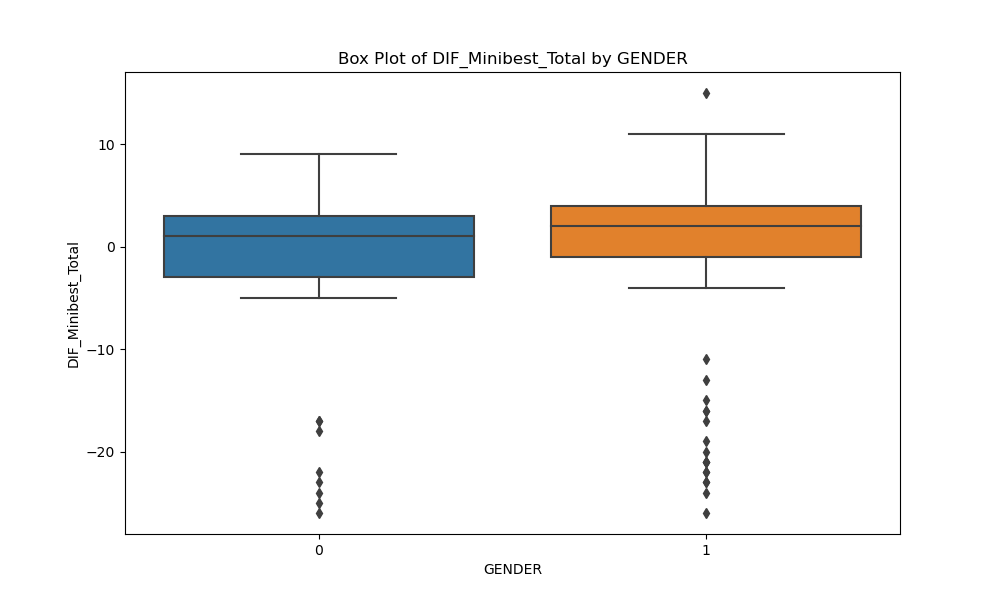 Box Plot of DIF_Minibest_Total by GENDER
10
0
−10
−20
DIF_Minibest_Total
0 1
GENDER